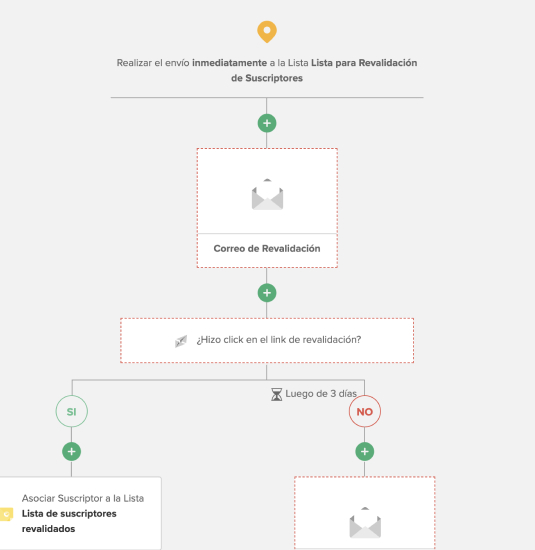 Realizar el envío inmediatamente a la Lista Lista para Revalidación
de Suscriptores
Correo de Revalidación
¿Hizo click en el link de revalidación?
Luego de 3 días
SI
NO
Asociar Suscriptor a la Lista
Lista de suscriptores
revalidados